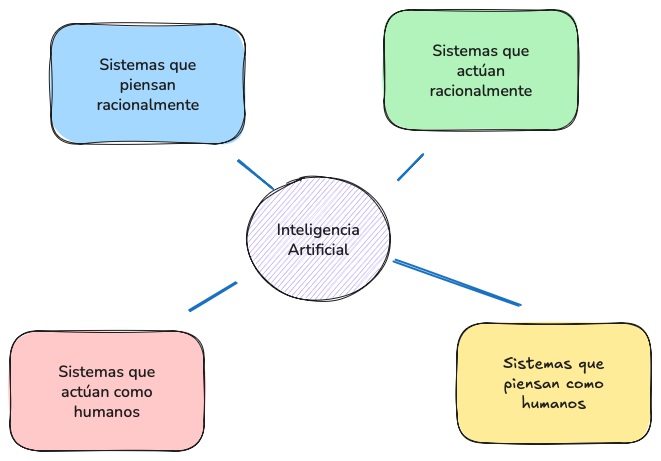 Sistemas que
piensan
racionalmente
Sistemas que
actúan
racionalmente
Inteligencia
Artificial
Sistemas que
actúan como
humanos
Sistemas que
piensan como
humanos